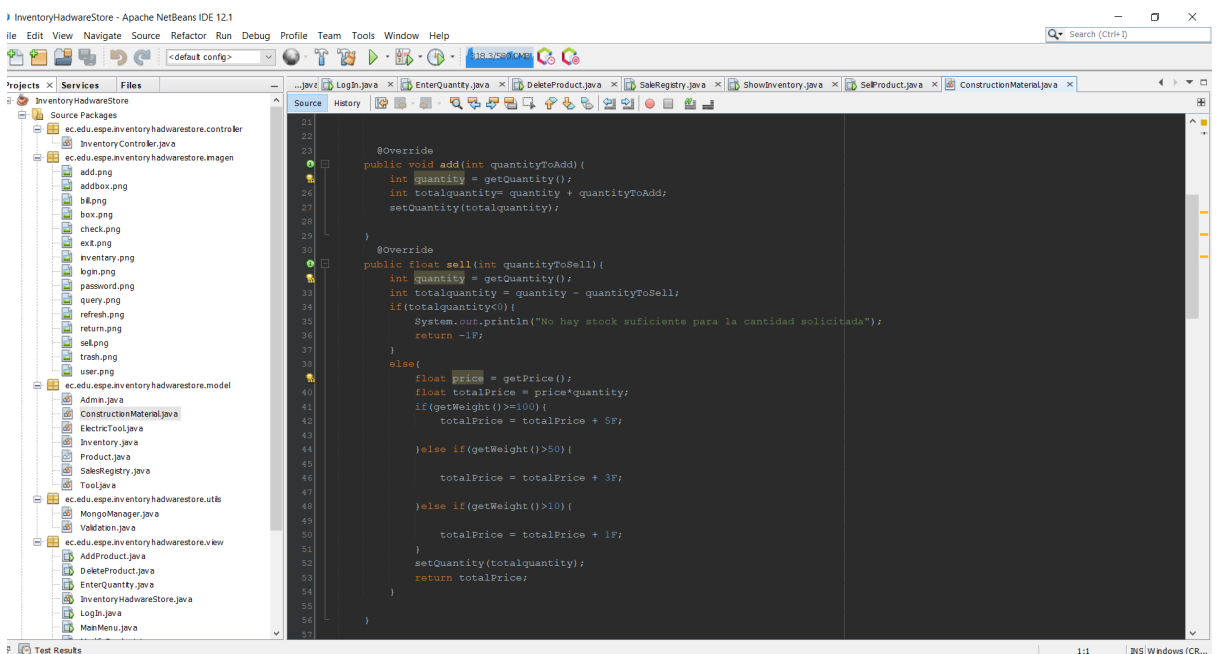 InventoryHadwareStore - Apache NetBeans IDE 12.1
ile Edit View Navigate Source Refactor Run Debug Profile Team Tools Window Help
Search (Ctrl+I)
<default config>
Projects Services Files
InventoryHadwareStore
Source Packages
ec.edu.espe.inventoryhadwarestore.controller
InventoryController.java
ec.edu.espe.inventoryhadwarestore.imagen
add.png
addbox.png
bill.png
box.png
check.png
exit.png
inventary.png
login.png
password.png
query.png
refresh.png
return.png
sell.png
trash.png
user.png
ec.edu.espe.inventoryhadwarestore.model
Admin.java
ConstructionMaterial.java
ElectricTool.java
Inventory.java
Product.java
SalesRegistry.java
Tool.java
ec.edu.espe.inventoryhadwarestore.utils
MongoManager.java
Validation.java
ec.edu.espe.inventoryhadwarestore.view
AddProduct.java
DeleteProduct.java
EnterQuantity.java
InventoryHadwareStore.java
LogIn.java
MainMenu.java
...java LogIn.java EnterQuantity.java DeleteProduct.java SaleRegistry.java ShowInventory.java SellProduct.java ConstructionMaterial.java
Source History
21
22
23 @Override
public void add(int quantityToAdd){
int quantity = getQuantity();
26 int totalquantity= quantity + quantityToAdd;
27 setQuantity(totalquantity);
28
29 }
30 @Override
public float sell(int quantityToSell){
int quantity = getQuantity();
33 int totalquantity = quantity - quantityToSell;
34 if(totalquantity<0){
35 System.out.println("No hay stock suficiente para la cantidad solicitada");
36 return -1F;
37 }
38 else{
float price = getPrice();
40 float totalPrice = price*quantity;
41 if(getWeight()>=100){
42 totalPrice = totalPrice + 5F;
43
44 }else if(getWeight()>50){
45
46 totalPrice = totalPrice + 3F;
47
48 }else if(getWeight()>10){
49
50 totalPrice = totalPrice + 1F;
51 }
52 setQuantity(totalquantity);
53 return totalPrice;
54 }
55
56 }
57
Test Results
1:1 INS Windows (CR...